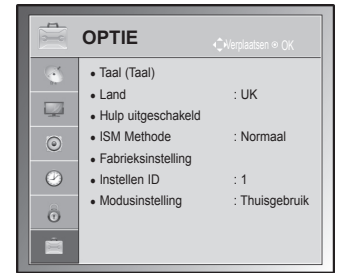 OPTIE
Verplaatsen OK
• Taal (Taal)
• Land : UK
• Hulp uitgeschakeld
• ISM Methode : Normaal
• Fabrieksinstelling
• Instellen ID : 1
• Modusinstelling : Thuisgebruik